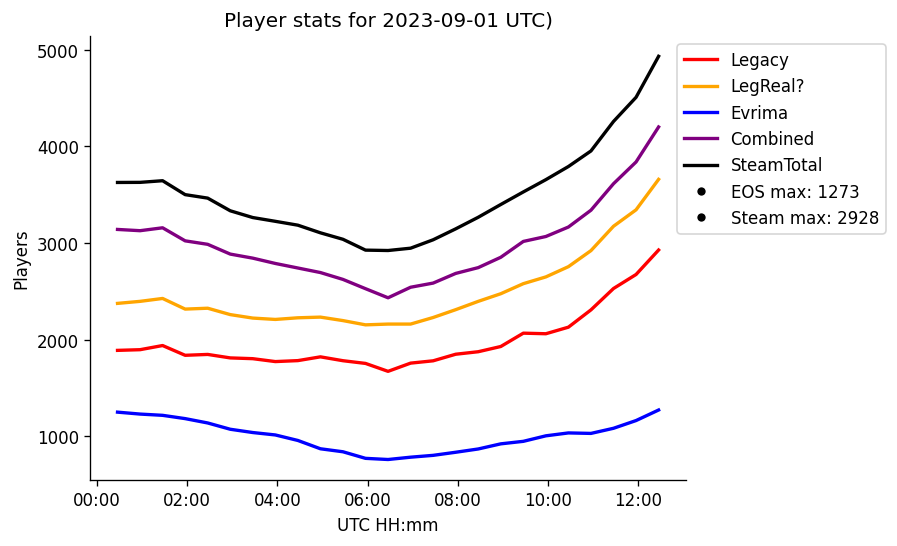 Player stats for 2023-09-01 UTC)
5000
4000
3000
2000
1000
Players
00:00 02:00 04:00 06:00 08:00 10:00 12:00
UTC HH:mm
Legacy
LegReal?
Evrima
Combined
SteamTotal
EOS max: 1273
Steam max: 2928